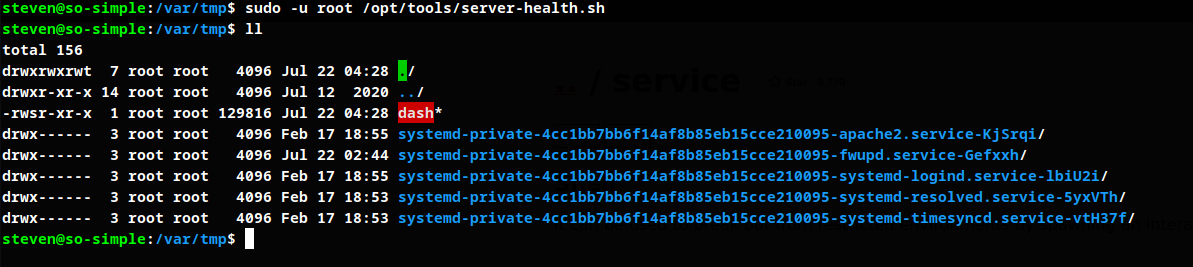 steven@so-simple:/var/tmp$ sudo -u root /opt/tools/server-health.sh
steven@so-simple:/var/tmp$ ll
total 156
drwxrwxrwt  7 root root   4096 Jul 22 04:28 ./
drwxr-xr-x 14 root root   4096 Jul 12  2020 ../
-rwsr-xr-x  1 root root 129816 Jul 22 04:28 dash*
drwx------  3 root root   4096 Feb 17 18:55 systemd-private-4cc1bb7bb6f14af8b85eb15cce210095-apache2.service-KjSrqi/
drwx------  3 root root   4096 Jul 22 02:44 systemd-private-4cc1bb7bb6f14af8b85eb15cce210095-fwupd.service-Gefxxh/
drwx------  3 root root   4096 Feb 17 18:55 systemd-private-4cc1bb7bb6f14af8b85eb15cce210095-systemd-logind.service-lbiU2i/
drwx------  3 root root   4096 Feb 17 18:53 systemd-private-4cc1bb7bb6f14af8b85eb15cce210095-systemd-resolved.service-5yxVTh/
drwx------  3 root root   4096 Feb 17 18:53 systemd-private-4cc1bb7bb6f14af8b85eb15cce210095-systemd-timesyncd.service-vtH37f/
steven@so-simple:/var/tmp$
/ service